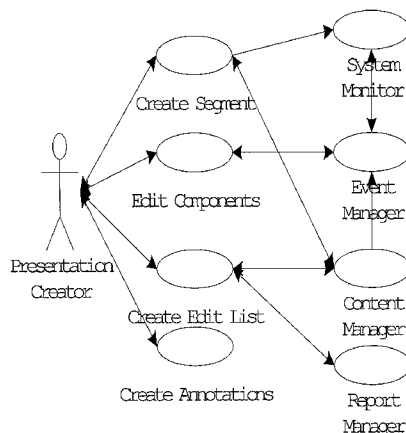 System
Monitor
Create Segment
Edit Components
Event
Manager
Presentation
Creator
Create Edit List
Content
Manager
Create Annotations
Report
Manager